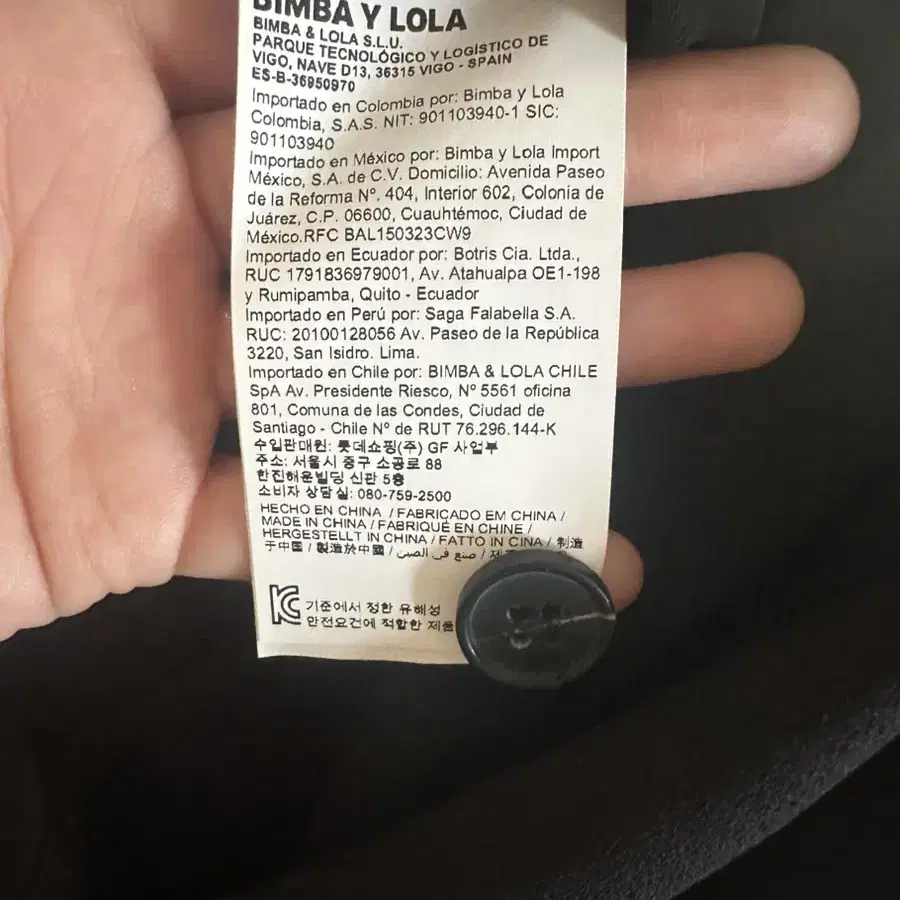 BIMBA Y LOLA
BIMBA & LOLA S.L.U.
PARQUE TECNOLÓGICO Y LOGÍSTICO DE
VIGO, NAVE D13, 36315 VIGO - SPAIN
ES-B-36950970
Importado en Colombia por: Bimba y Lola
Colombia, S.A.S. NIT: 901103940-1 SIC:
901103940
Importado en México por: Bimba y Lola Import
México, S.A. de C.V. Domicilio: Avenida Paseo
de la Reforma Nº. 404, Interior 602, Colonia de
Juárez, C.P. 06600, Cuauhtémoc, Ciudad de
México.RFC BAL150323CW9
Importado en Ecuador por: Botris Cia. Ltda.,
RUC 1791836979001, Av. Atahualpa OE1-198
y Rumipamba, Quito - Ecuador
Importado en Perú por: Saga Falabella S.A.
RUC: 20100128056 Av. Paseo de la República
3220, San Isidro. Lima.
Importado en Chile por: BIMBA & LOLA CHILE
SpA Av. Presidente Riesco, Nº 5561 oficina
801, Comuna de las Condes, Ciudad de
Santiago - Chile Nº de RUT 76.296.144-K
수입판매원: 롯데쇼핑(주) GF 사업부
주소: 서울시 중구 소공로 88
한진해운빌딩 신관 5층
소비자 상담실: 080-759-2500
HECHO EN CHINA / FABRICADO EM CHINA /
MADE IN CHINA / FABRIQUÉ EN CHINE /
HERGESTELLT IN CHINA / FATTO IN CINA / 制造
于中国 / 製造於中國 / صنع في الصين /
기준에서 정한 유해성
안전요건에 적합한 제품